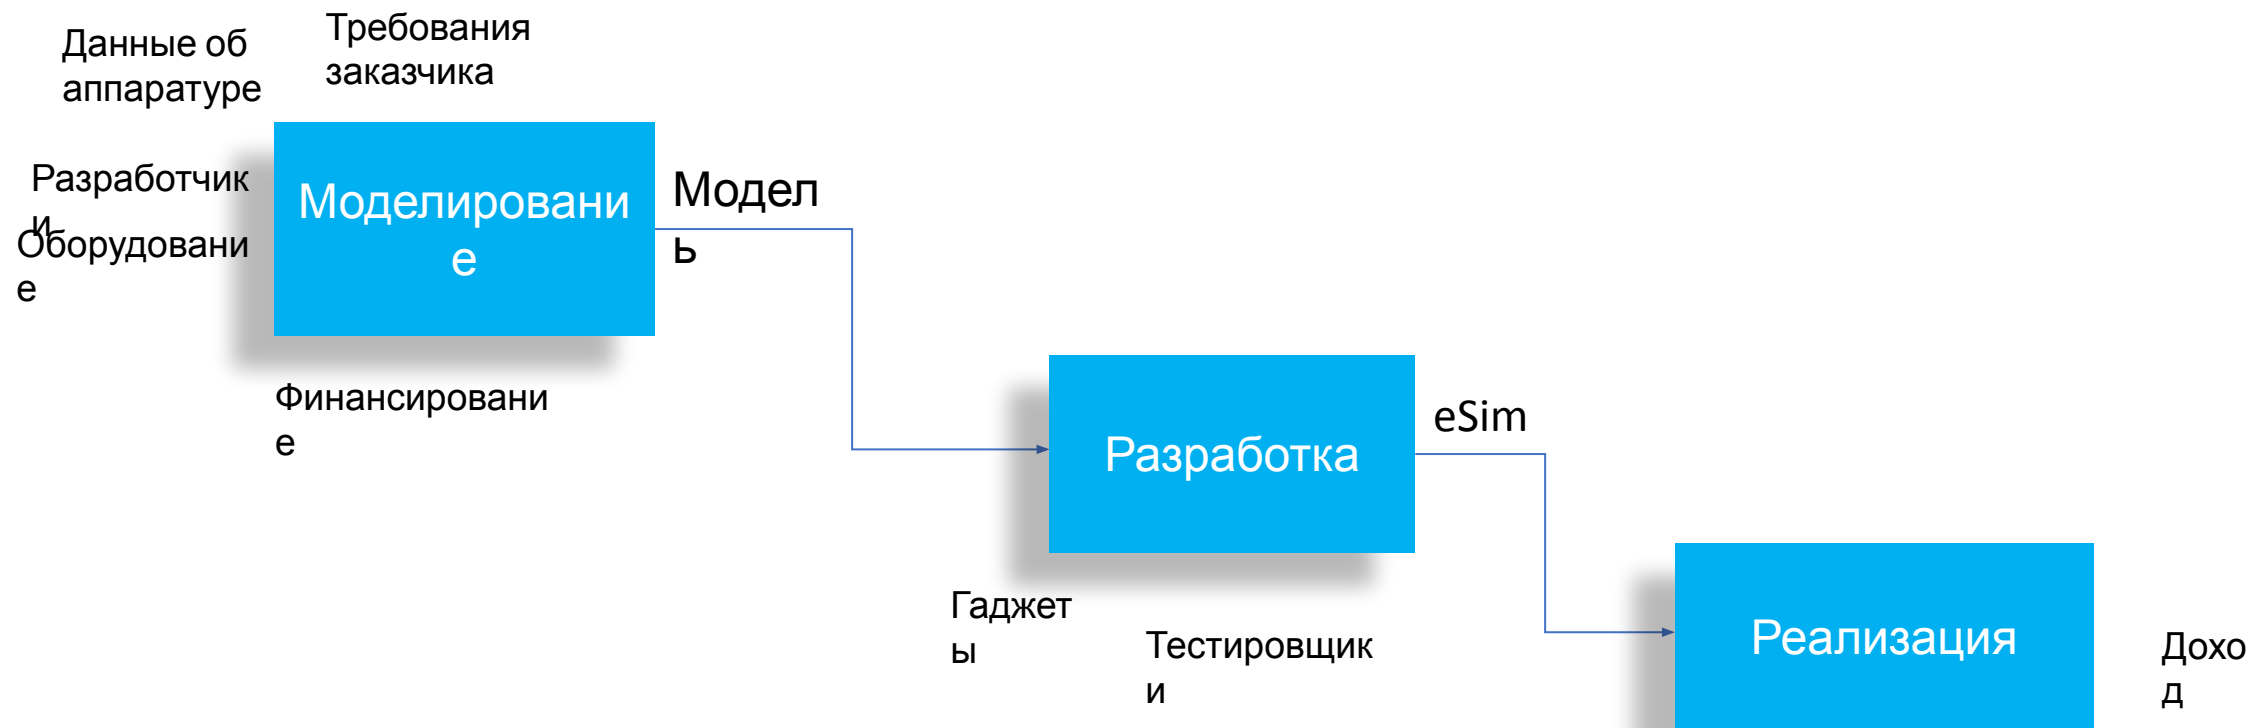 Данные об
аппаратуре
Требования
заказчика
Разработчик
и
Оборудовани
е
Моделировани
е
Модел
ь
Финансировани
е
Разработка
eSim
Гаджет
ы
Тестировщик
и
Реализация
Дохо
д